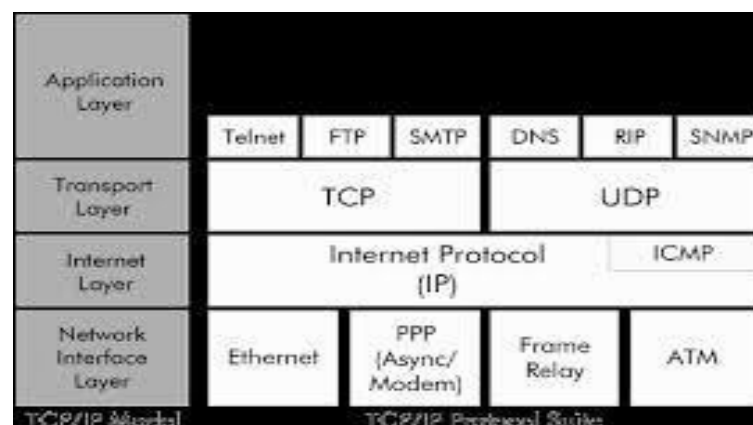 Application
Layer
Telnet FTP SMTP DNS RIP SNMP
Transport
Layer
TCP UDP
Internet
Layer
Internet Protocol
(IP)
ICMP
Network
Interface
Layer
Ethernet
PPP
(Async/
Modem)
Frame
Relay
ATM
TCP/IP Model
TCP/IP Protocol Suite